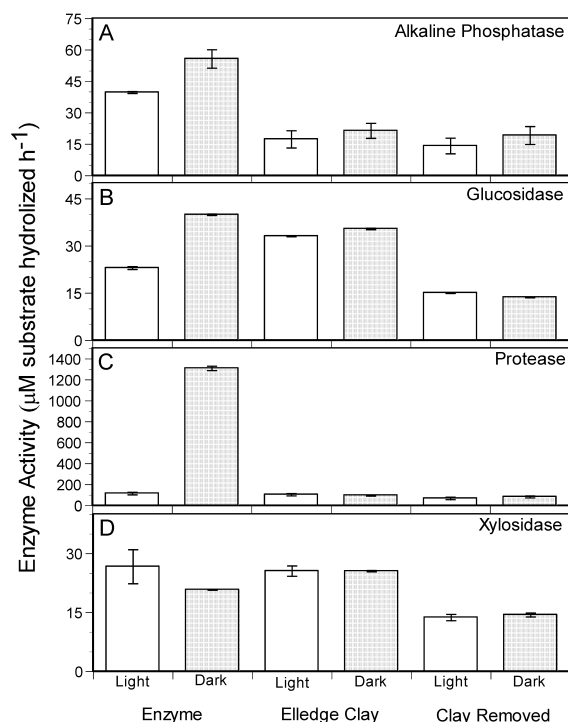 Enzyme Activity (μM substrate hydrolized h⁻¹)
A
Alkaline Phosphatase
75
60
45
30
15
0
B
Glucosidase
45
30
15
0
C
Protease
1400
1200
1000
800
600
400
200
0
D
Xylosidase
30
15
0
Light Dark Light Dark Light Dark
Enzyme Elledge Clay Clay Removed